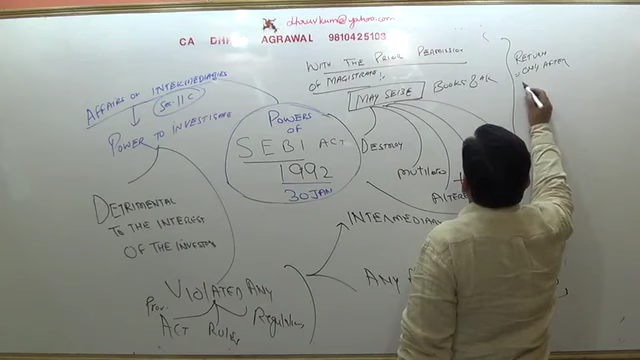 dhruvkum@yahoo.com
CA DH AGRAWAL 9810425103
AFFAIRS OF INTERMEDIARIES
Sec-11C
POWER TO INVESTIGATE
DETRIMENTAL
TO THE INTEREST
OF THE INVESTOR
VIOLATED ANY
Prov.
ACT RULES Regulations
POWERS
OF
SEBI ACT
1992
30 JAN
WITH THE PRIOR PERMISSION
OF MAGISTRATE:
MAY SEIZE BOOKS & A/C
DESTROY
MUTILATED
ALTERE
INTERMEDIARY
ANY
RETURN
ONLY AFTER